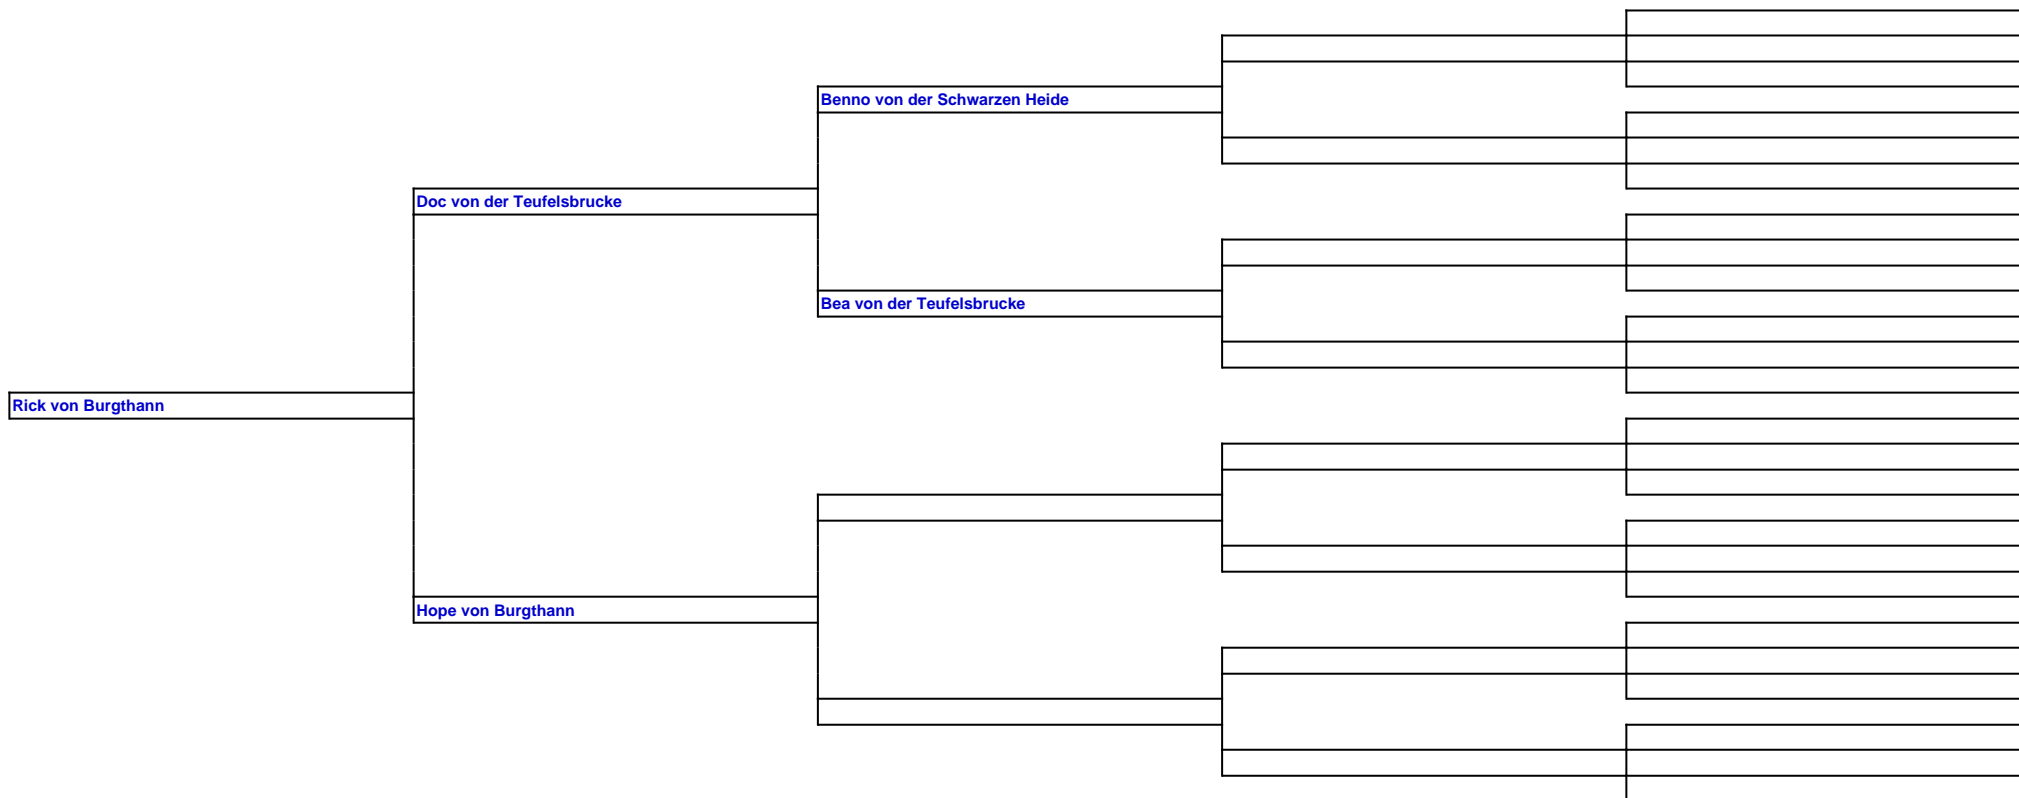 Benno von der Schwarzen Heide
Doc von der Teufelsbrucke
Bea von der Teufelsbrucke
Rick von Burgthann
Hope von Burgthann